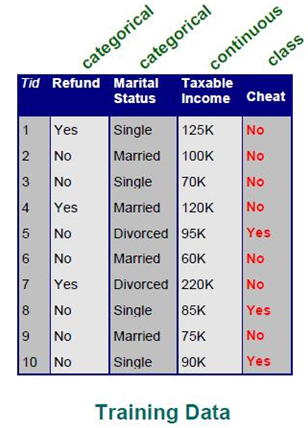 categorical
categorical
continuous
class
Tid Refund Marital Status Taxable Income Cheat
1 Yes Single 125K No
2 No Married 100K No
3 No Single 70K No
4 Yes Married 120K No
5 No Divorced 95K Yes
6 No Married 60K No
7 Yes Divorced 220K No
8 No Single 85K Yes
9 No Married 75K No
10 No Single 90K Yes
Training Data